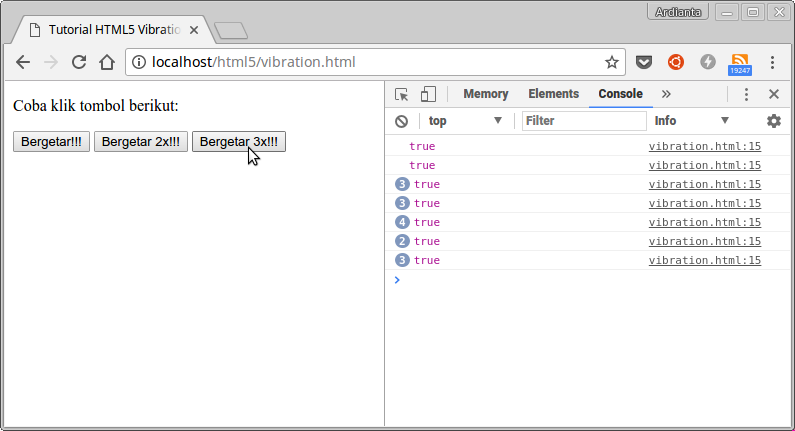 Ardianta
Tutorial HTML5 Vibratio
localhost/html5/vibration.html
19247
Coba klik tombol berikut:
Bergetar!!! Bergetar 2x!!! Bergetar 3x!!!
Memory Elements Console »
top Filter Info
true vibration.html:15
true vibration.html:15
3 true vibration.html:15
3 true vibration.html:15
4 true vibration.html:15
2 true vibration.html:15
3 true vibration.html:15